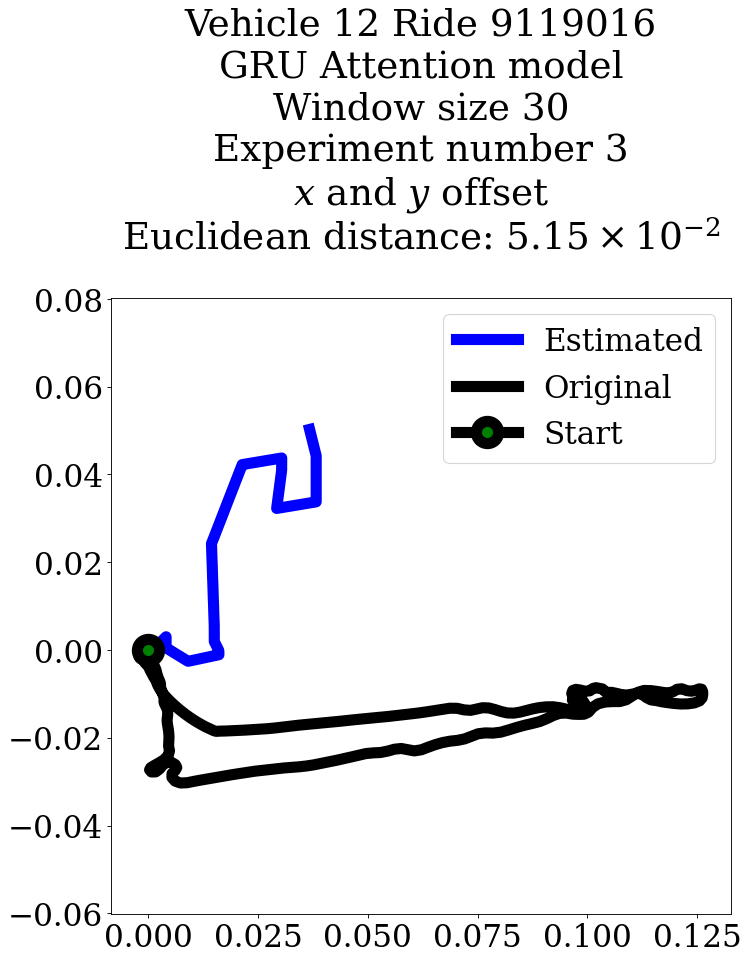 Vehicle 12 Ride 9119016
GRU Attention model
Window size 30
Experiment number 3
x and y offset
Euclidean distance: 5.15 × 10⁻²
0.08
0.06
0.04
0.02
0.00
−0.02
−0.04
−0.06
Estimated
Original
Start
0.000 0.025 0.050 0.075 0.100 0.125